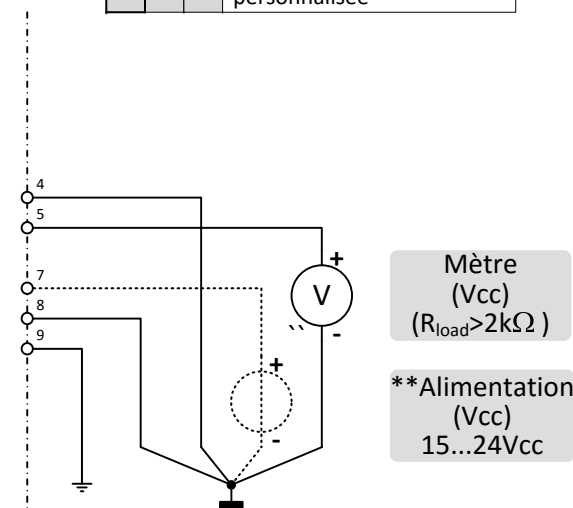 personnalisée
4
5
7
8
9
+
V
-
+
-
Mètre
(Vcc)
(Rload>2kΩ )
**Alimentation
(Vcc)
15...24Vcc